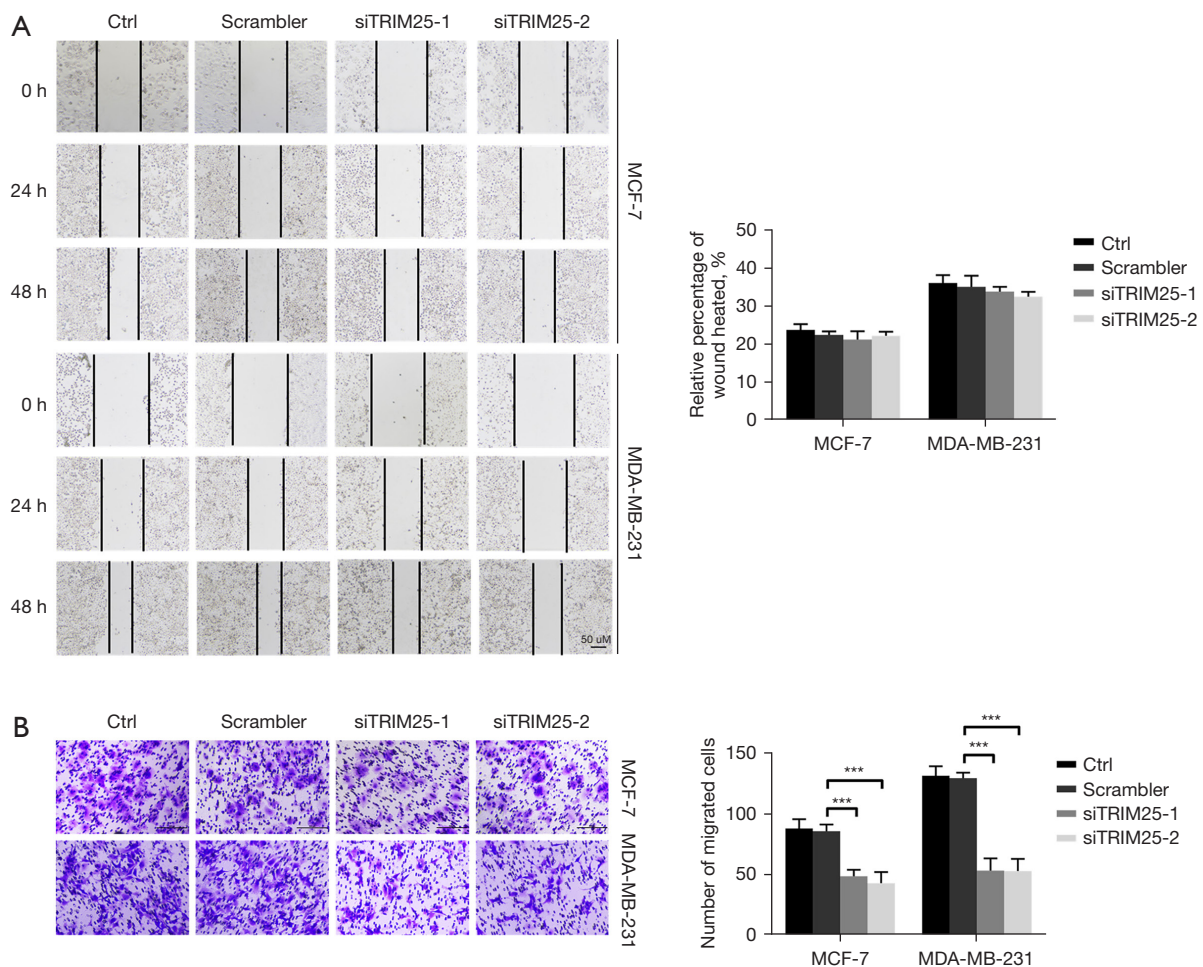 A
Ctrl
Scrambler
siTRIM25-1
siTRIM25-2
0 h
24 h
48 h
MCF-7
0 h
24 h
48 h
MDA-MB-231
50 uM
Relative percentage of
wound heated, %
50
40
30
20
10
0
MCF-7
MDA-MB-231
Ctrl
Scrambler
siTRIM25-1
siTRIM25-2
B
Ctrl
Scrambler
siTRIM25-1
siTRIM25-2
MCF-7
MDA-MB-231
Number of migrated cells
150
100
50
0
***
***
***
***
MCF-7
MDA-MB-231
Ctrl
Scrambler
siTRIM25-1
siTRIM25-2